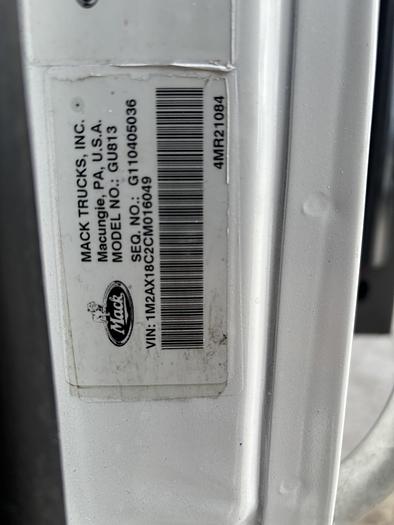 MACK TRUCKS, INC.
Macungie, PA, U.S.A.
MODEL NO.: GU813
SEQ. NO.: G110405036
Mack
VIN: 1M2AX18C2CM016049
4MR21084